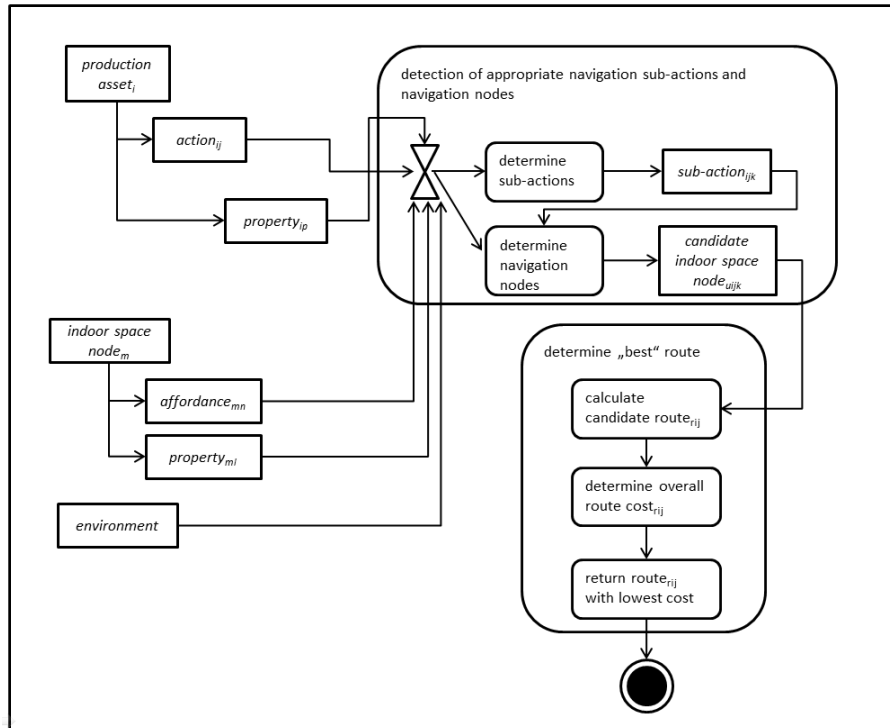 production
asset_i
action_ij
property_ip
detection of appropriate navigation sub-actions and
navigation nodes
determine
sub-actions
sub-action_ijk
determine
navigation
nodes
candidate
indoor space
node_uijk
indoor space
node_m
affordance_mn
property_ml
environment
determine „best“ route
calculate
candidate route_rij
determine overall
route cost_rij
return route_rij
with lowest cost